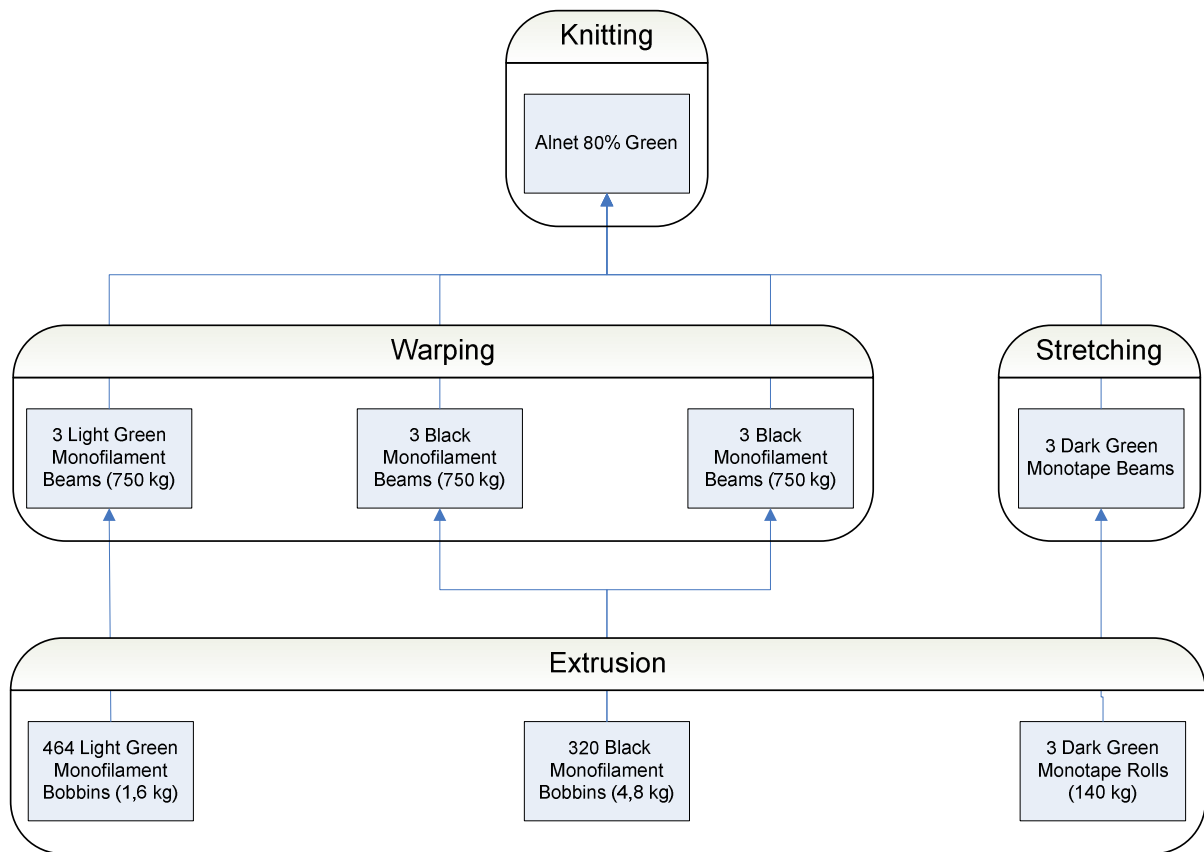 Knitting
Alnet 80% Green
Warping
Stretching
3 Light Green
Monofilament
Beams (750 kg)
3 Black
Monofilament
Beams (750 kg)
3 Black
Monofilament
Beams (750 kg)
3 Dark Green
Monotape Beams
Extrusion
464 Light Green
Monofilament
Bobbins (1,6 kg)
320 Black
Monofilament
Bobbins (4,8 kg)
3 Dark Green
Monotape Rolls
(140 kg)